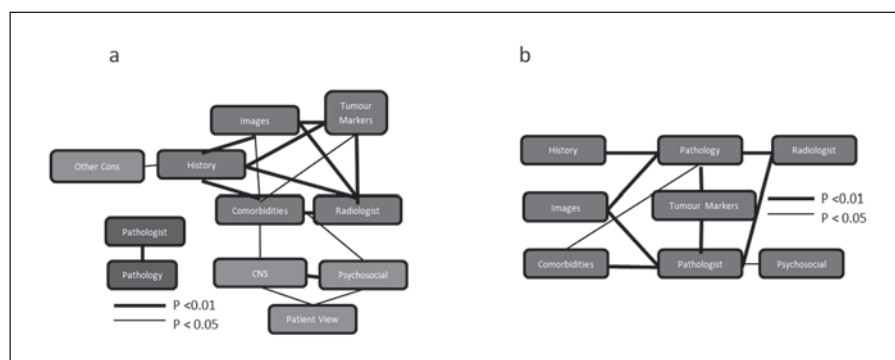 a
Images
Tumour
Markers
Other Cons
History
Comorbidities
Radiologist
Pathologist
Pathology
CNS
Psychosocial
Patient View
P <0.01
P < 0.05
b
History
Pathology
Radiologist
Images
Tumour Markers
Comorbidities
Pathologist
Psychosocial
P <0.01
P < 0.05